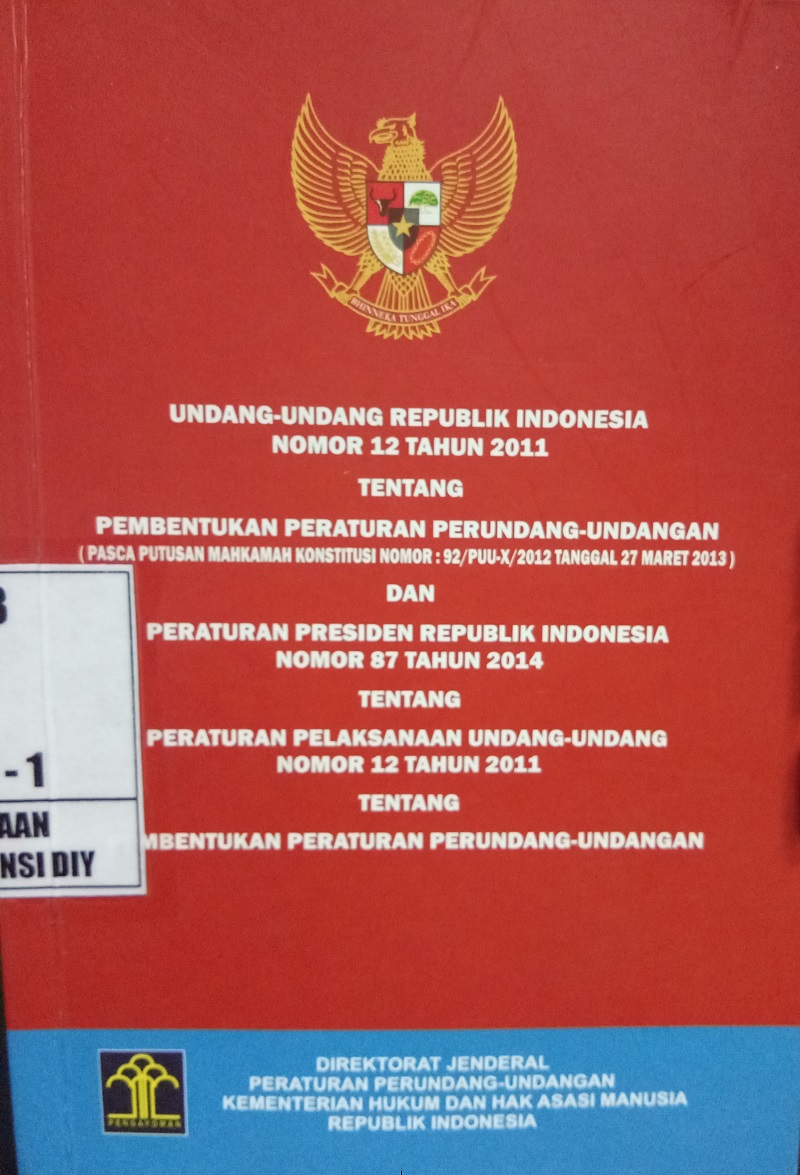 BHINNEKA TUNGGAL IKA
UNDANG-UNDANG REPUBLIK INDONESIA
NOMOR 12 TAHUN 2011
TENTANG
PEMBENTUKAN PERATURAN PERUNDANG-UNDANGAN
( PASCA PUTUSAN MAHKAMAH KONSTITUSI NOMOR : 92/PUU-X/2012 TANGGAL 27 MARET 2013 )
DAN
PERATURAN PRESIDEN REPUBLIK INDONESIA
NOMOR 87 TAHUN 2014
TENTANG
PERATURAN PELAKSANAAN UNDANG-UNDANG
NOMOR 12 TAHUN 2011
TENTANG
MBENTUKAN PERATURAN PERUNDANG-UNDANGAN
- 1
AAN
NSI DIY
PENGAYOMAN
DIREKTORAT JENDERAL
PERATURAN PERUNDANG-UNDANGAN
KEMENTERIAN HUKUM DAN HAK ASASI MANUSIA
REPUBLIK INDONESIA